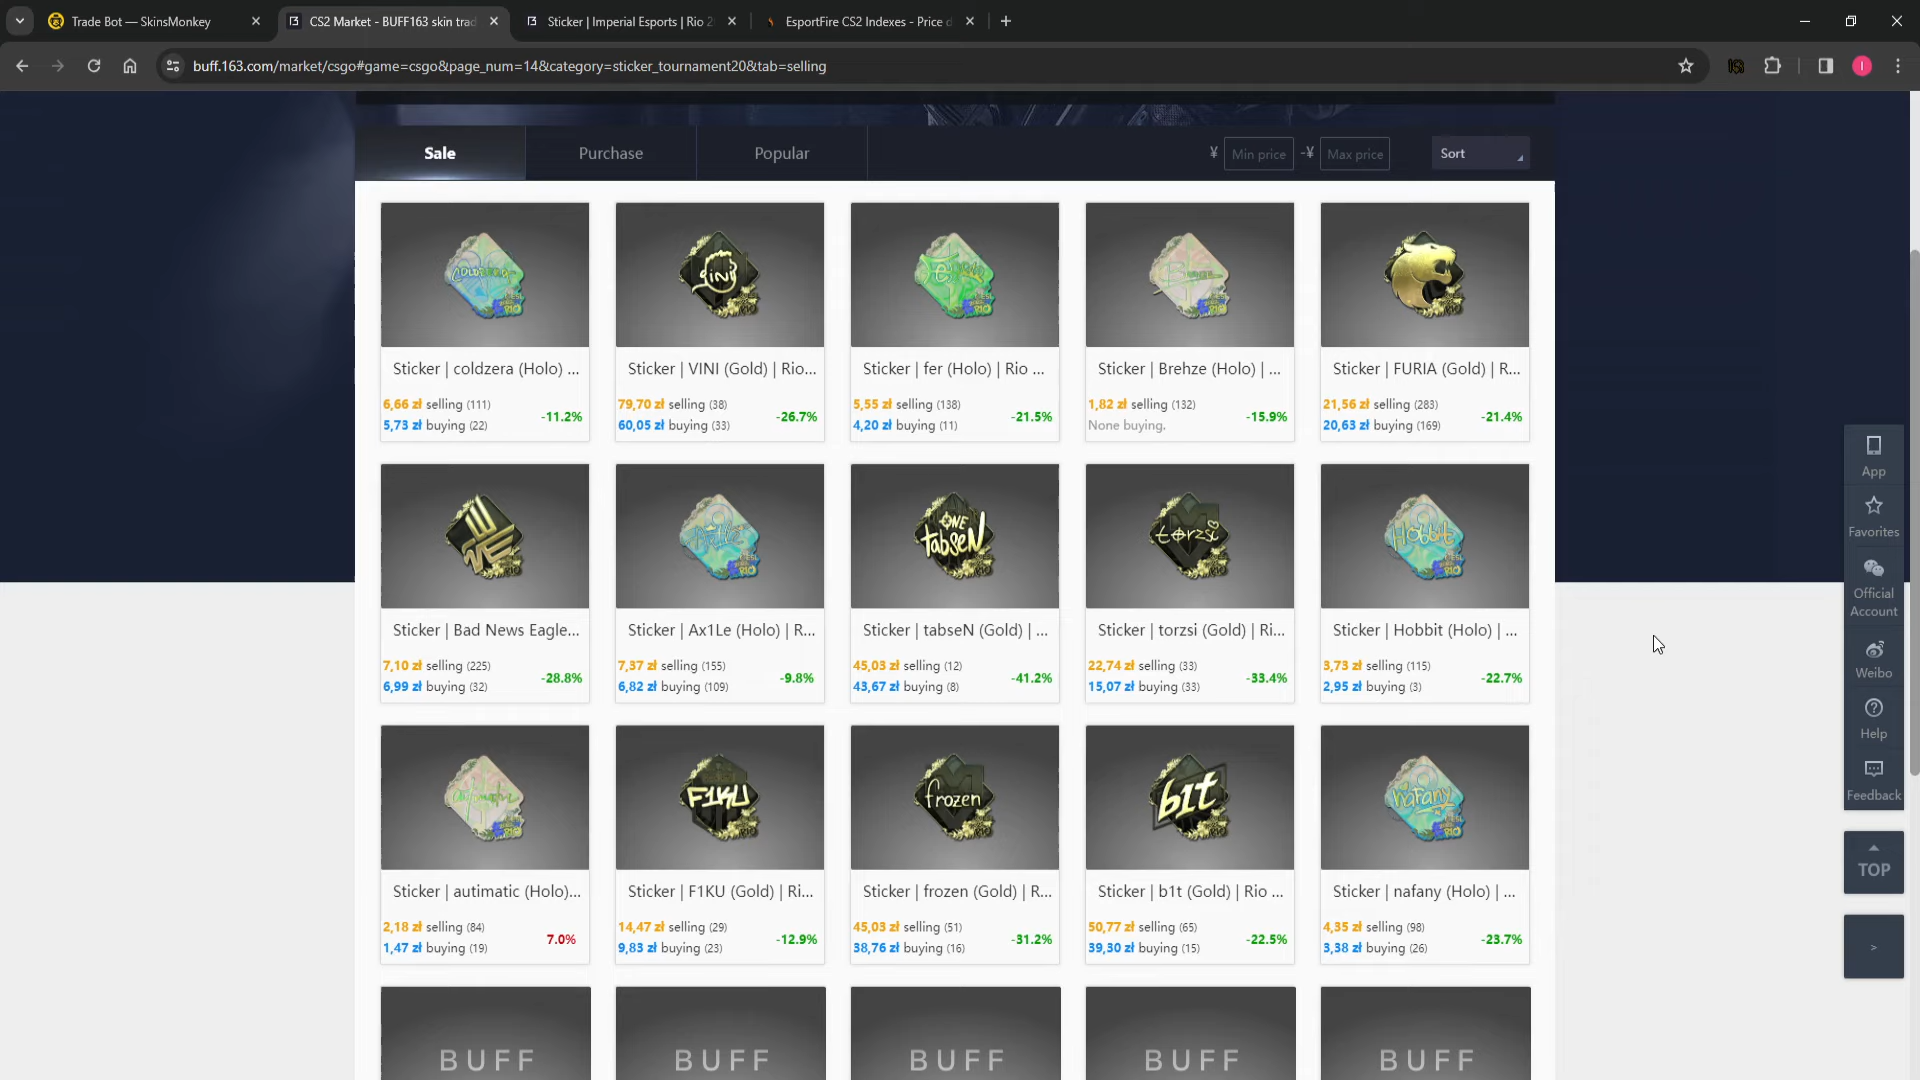 Trade Bot — SkinsMonkey
CS2 Market - BUFF163 skin trad
Sticker | Imperial Esports | Rio 2
EsportFire CS2 Indexes - Price d
buff.163.com/market/csgo#game=csgo&page_num=14&category=sticker_tournament20&tab=selling
Sale
Purchase
Popular
¥ Min price -¥ Max price
Sort
Sticker | coldzera (Holo) ...
6,66 zł selling (111)
5,73 zł buying (22)
-11.2%
Sticker | VINI (Gold) | Rio...
79,70 zł selling (38)
60,05 zł buying (33)
-26.7%
Sticker | fer (Holo) | Rio ...
5,55 zł selling (138)
4,20 zł buying (11)
-21.5%
Sticker | Brehze (Holo) | ...
1,82 zł selling (132)
None buying.
-15.9%
Sticker | FURIA (Gold) | R...
21,56 zł selling (283)
20,63 zł buying (169)
-21.4%
Sticker | Bad News Eagle...
7,10 zł selling (225)
6,99 zł buying (32)
-28.8%
Sticker | Ax1Le (Holo) | R...
7,37 zł selling (155)
6,82 zł buying (109)
-9.8%
ONE
tabseN
Sticker | tabseN (Gold) | ...
45,03 zł selling (12)
43,67 zł buying (8)
-41.2%
torzsi
Sticker | torzsi (Gold) | Ri...
22,74 zł selling (33)
15,07 zł buying (33)
-33.4%
Hobbit
Sticker | Hobbit (Holo) | ...
3,73 zł selling (115)
2,95 zł buying (3)
-22.7%
Sticker | autimatic (Holo)...
2,18 zł selling (84)
1,47 zł buying (19)
7.0%
F1KU
Sticker | F1KU (Gold) | Ri...
14,47 zł selling (29)
9,83 zł buying (23)
-12.9%
frozen
Sticker | frozen (Gold) | R...
45,03 zł selling (51)
38,76 zł buying (16)
-31.2%
b1t
Sticker | b1t (Gold) | Rio ...
50,77 zł selling (65)
39,30 zł buying (15)
-22.5%
nafany
Sticker | nafany (Holo) | ...
4,35 zł selling (98)
3,38 zł buying (26)
-23.7%
BUFF
BUFF
BUFF
BUFF
BUFF
App
Favorites
Official
Account
Weibo
Help
Feedback
TOP
>